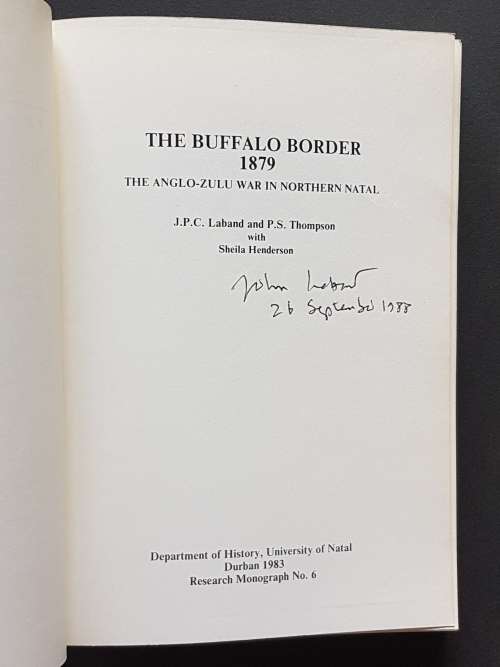 THE BUFFALO BORDER
1879
THE ANGLO-ZULU WAR IN NORTHERN NATAL
J.P.C. Laband and P.S. Thompson
with
Sheila Henderson
John Laband
26 September 1988
Department of History, University of Natal
Durban 1983
Research Monograph No. 6